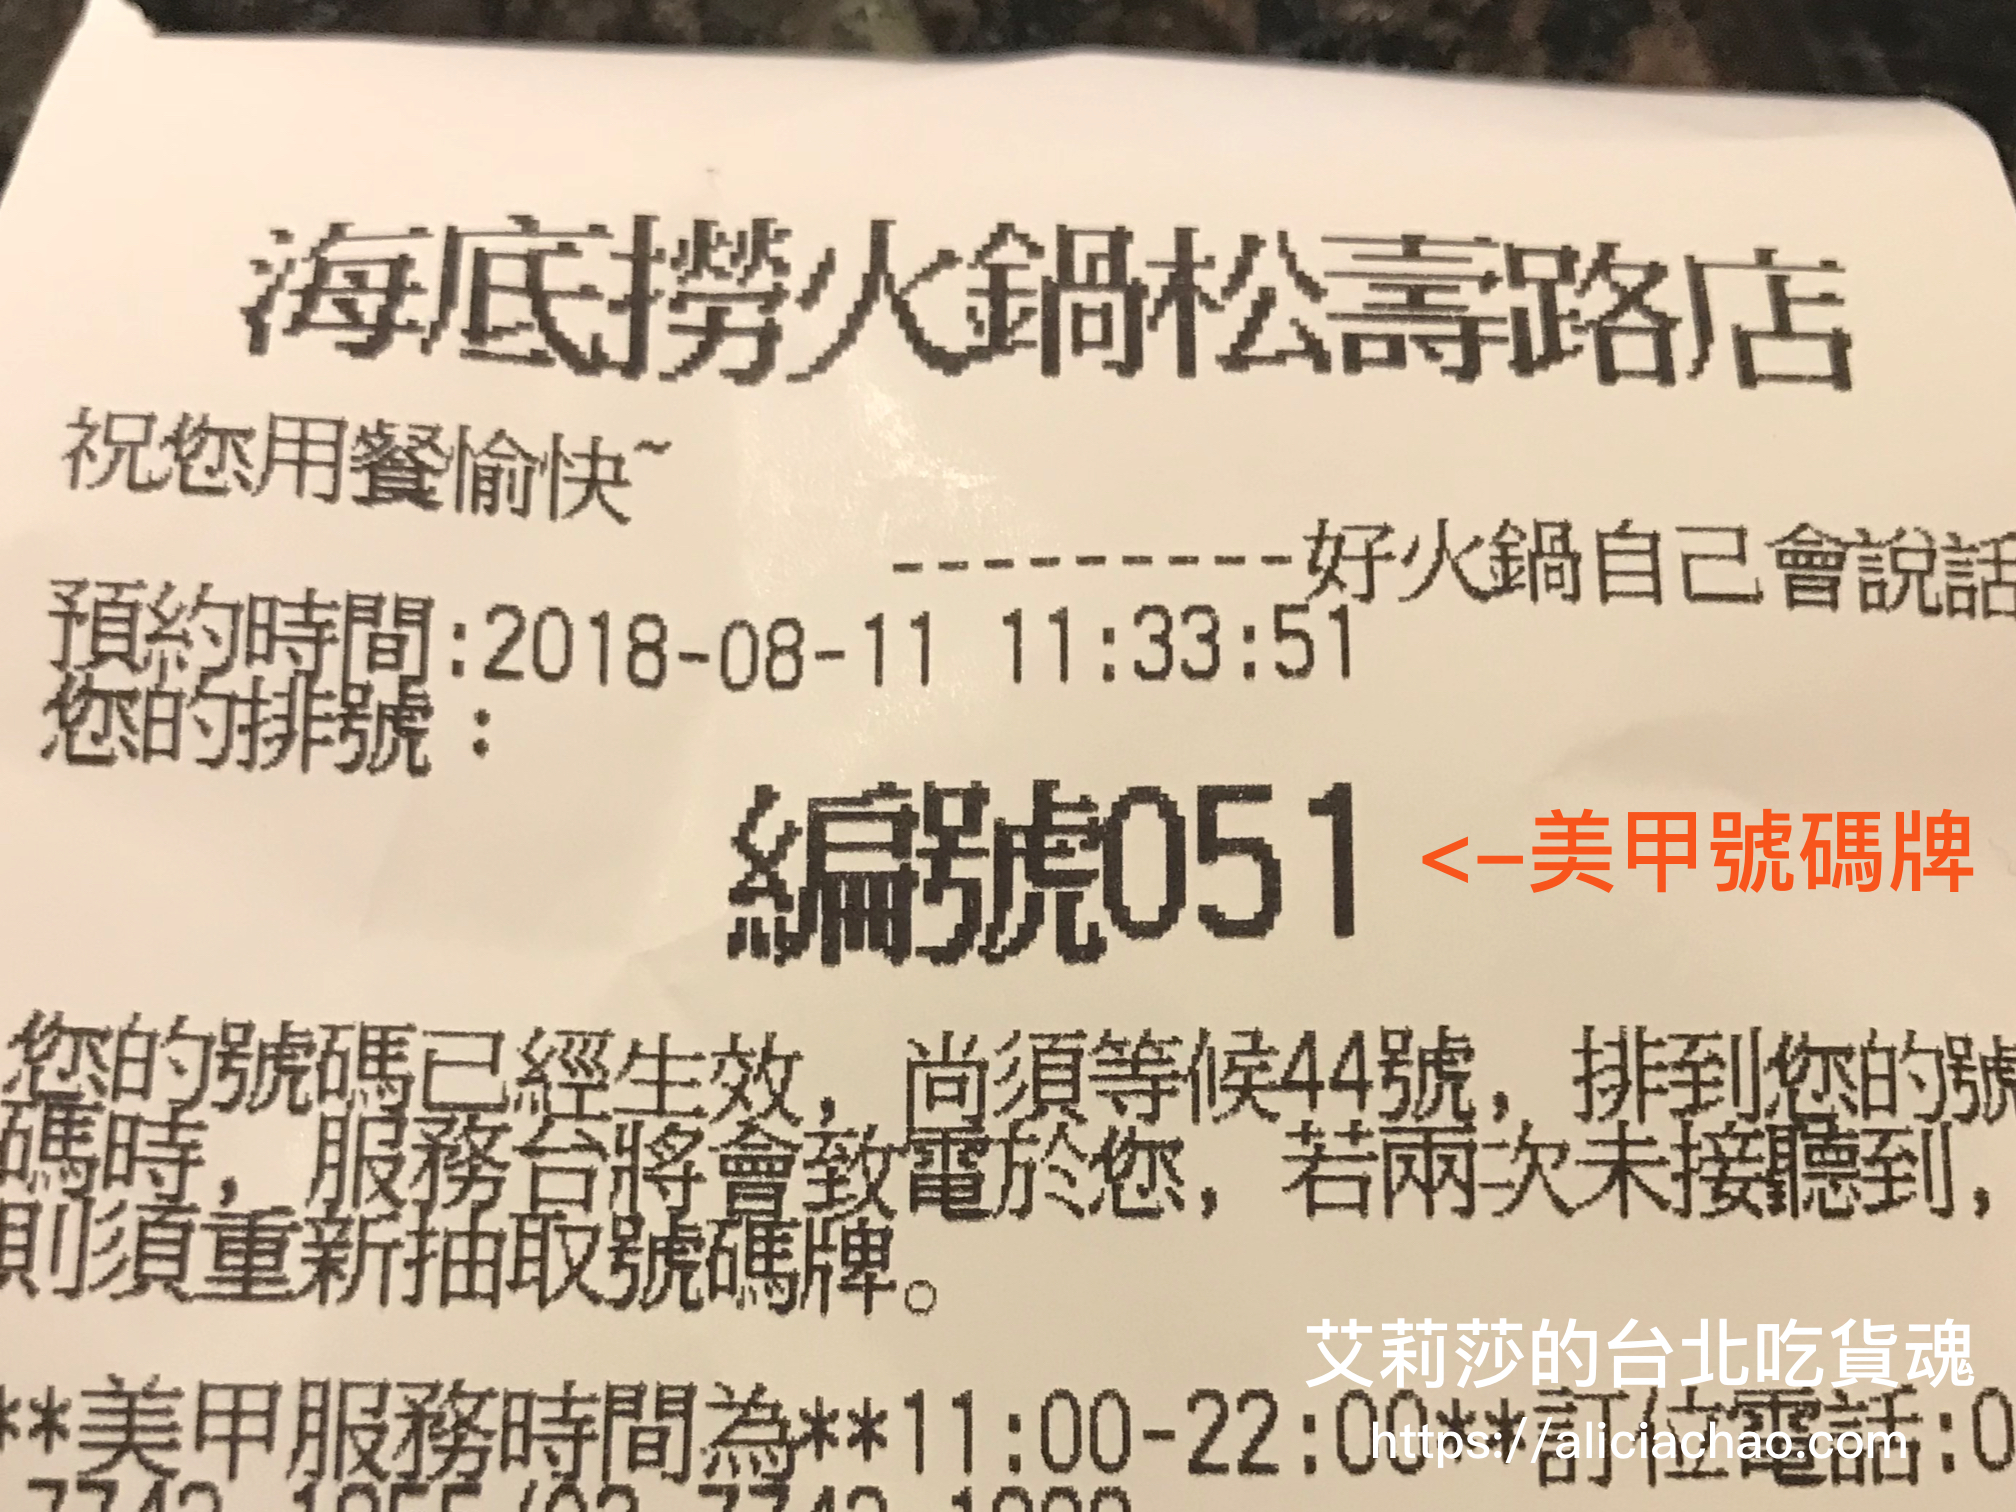 海底撈火鍋松壽路店
祝您用餐愉快~
---------好火鍋自己會說話
預約時間:2018-08-11 11:33:51
您的排號：
編號051
<–美甲號碼牌
您的號碼已經生效，尚須等候44號，排到您的號
碼時，服務台將會致電於您，若兩次未接聽到，
則須重新抽取號碼牌。
艾莉莎的台北吃貨魂
**美甲服務時間為**11:00-22:00**訂位電話:0
https://aliciachao.com